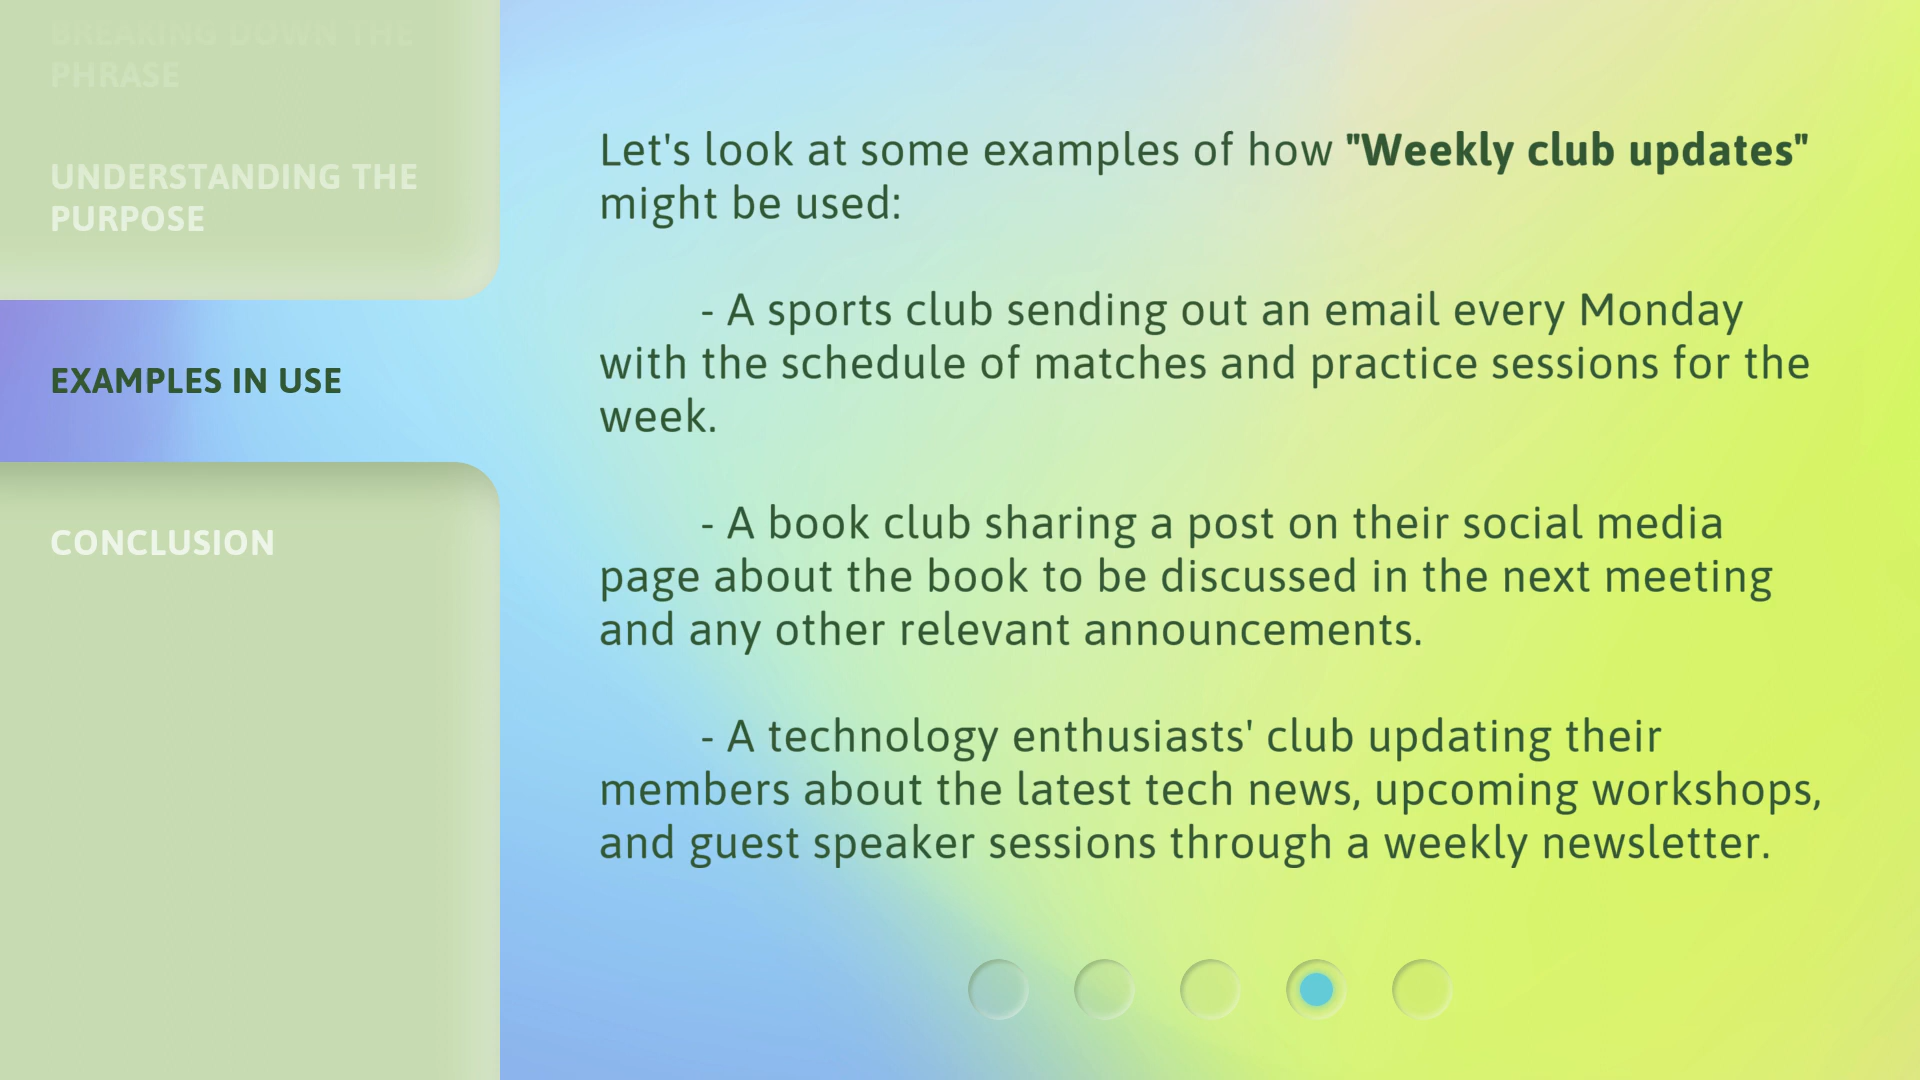 BREAKING DOWN THE
PHRASE
UNDERSTANDING THE
PURPOSE
EXAMPLES IN USE
CONCLUSION
Let's look at some examples of how "Weekly club updates"
might be used:
- A sports club sending out an email every Monday
with the schedule of matches and practice sessions for the
week.
- A book club sharing a post on their social media
page about the book to be discussed in the next meeting
and any other relevant announcements.
- A technology enthusiasts' club updating their
members about the latest tech news, upcoming workshops,
and guest speaker sessions through a weekly newsletter.